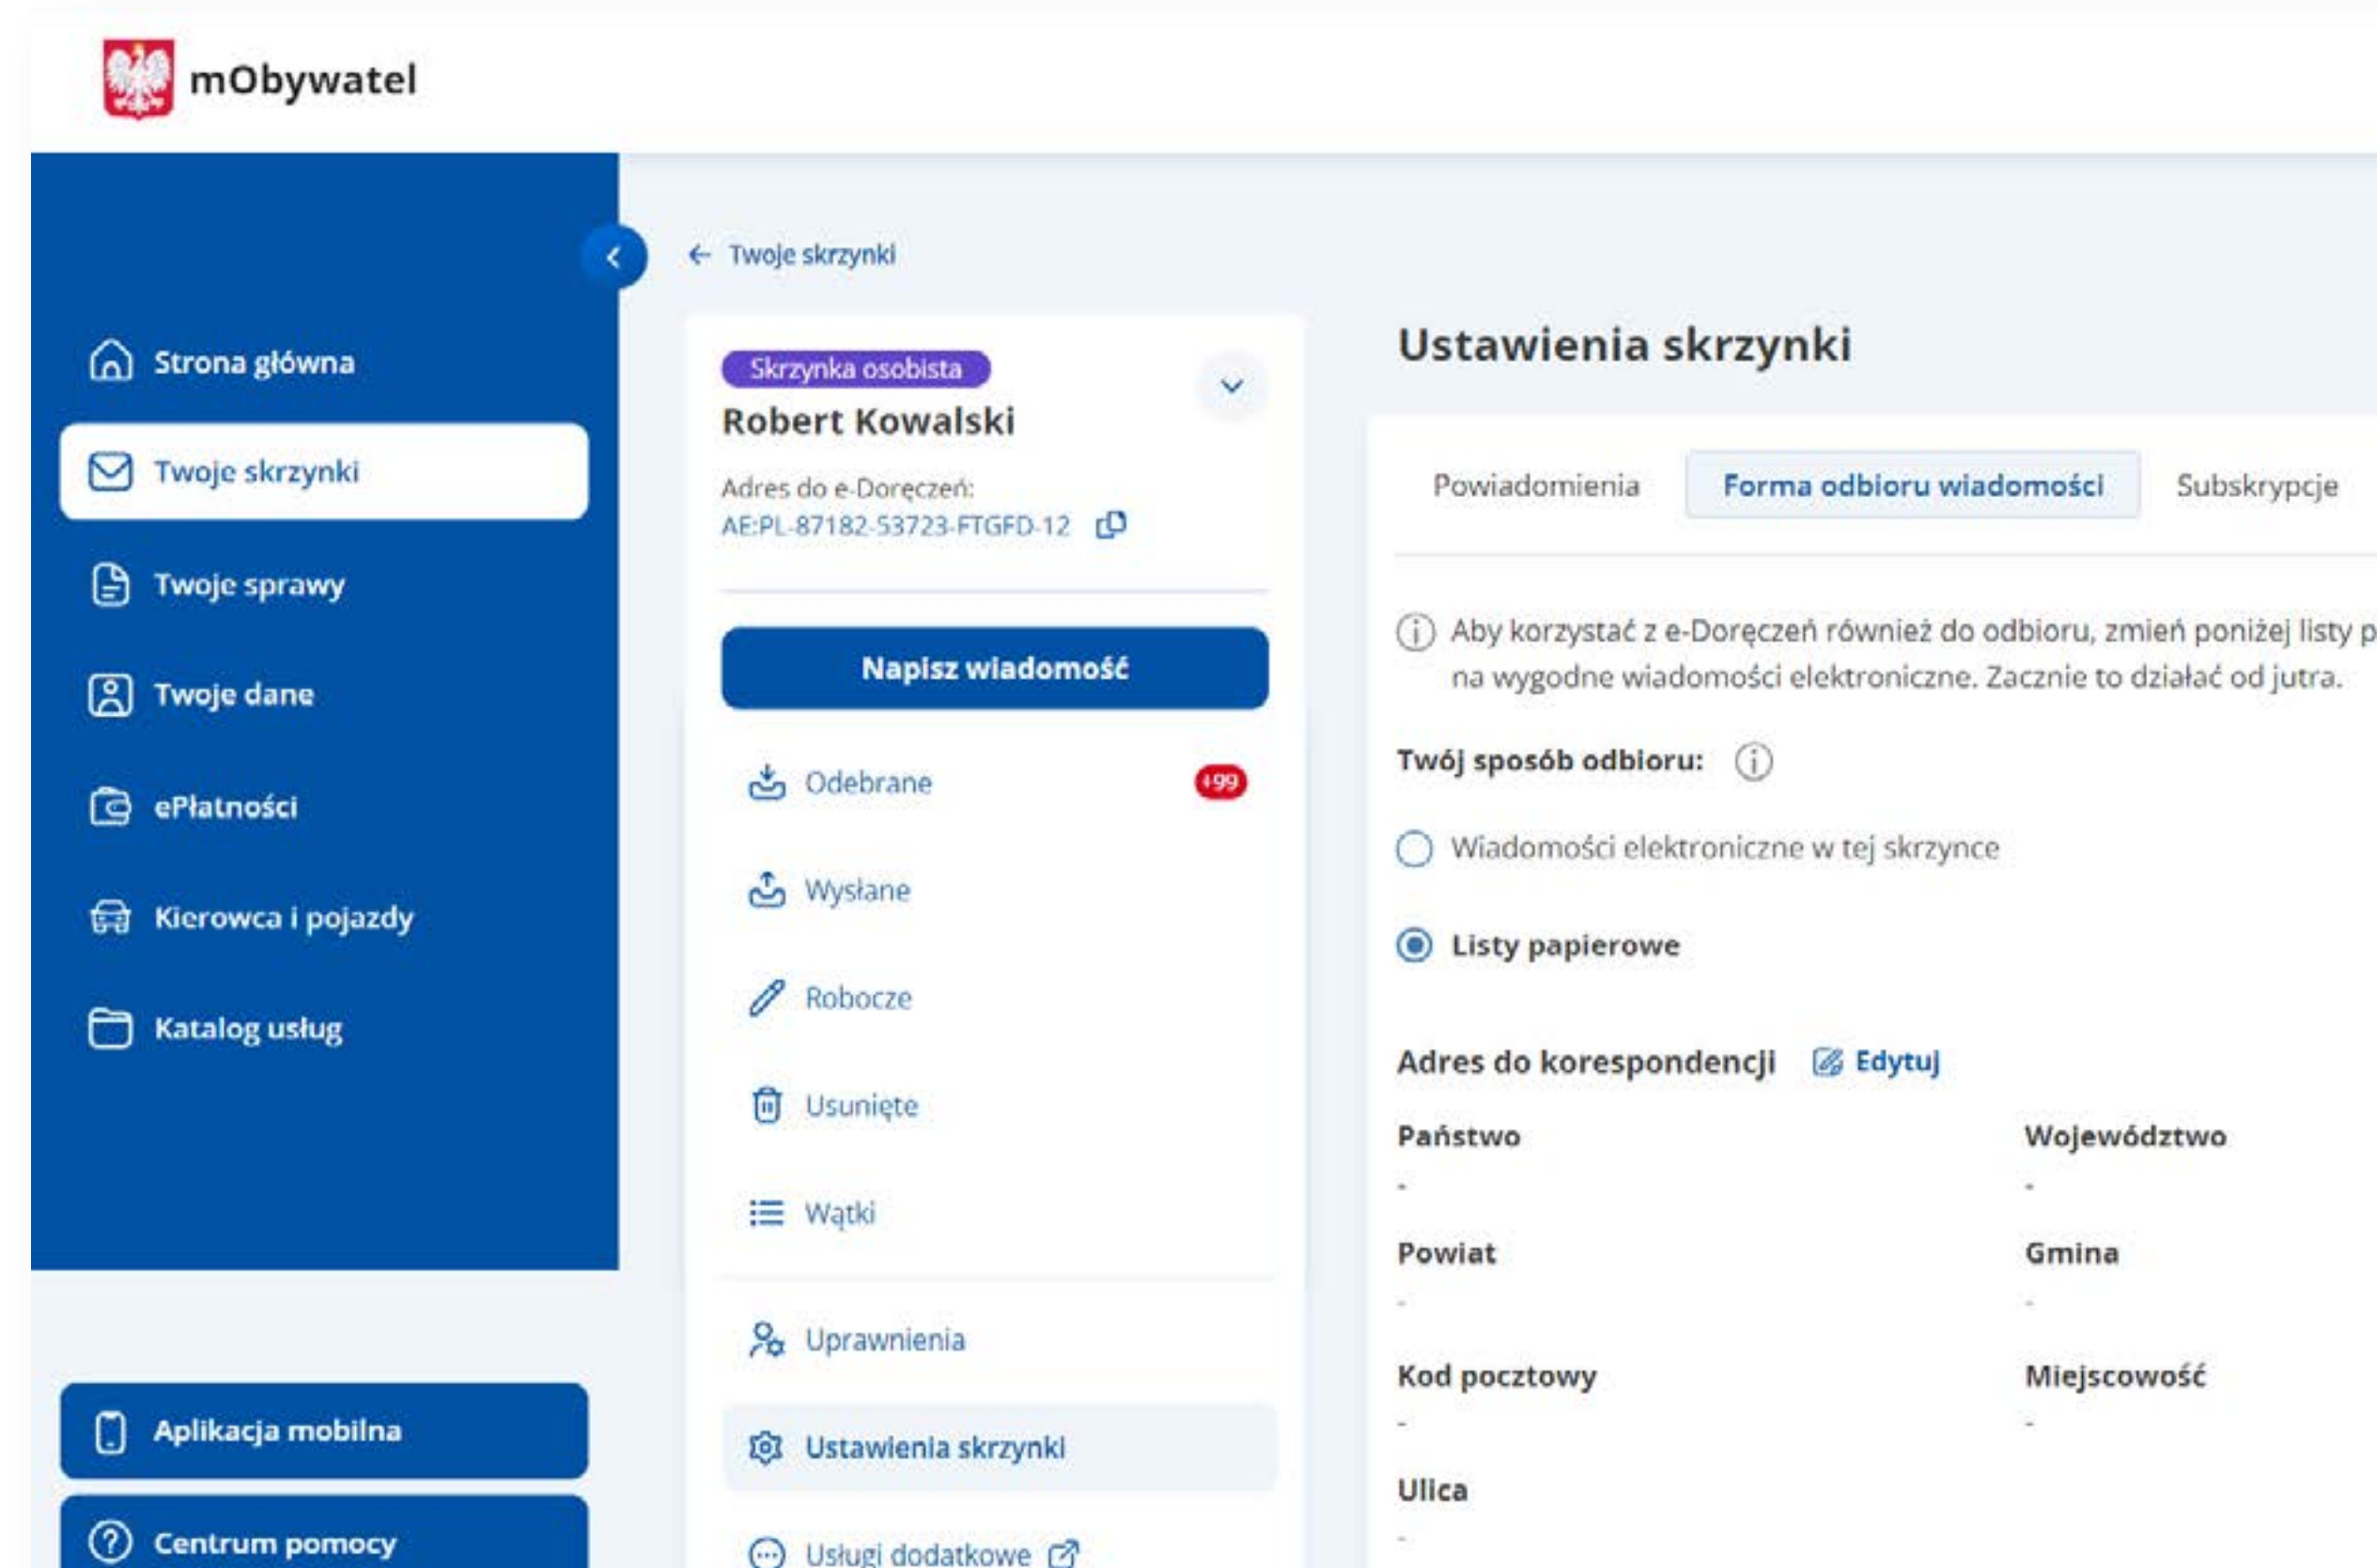 mObywatel
Strona główna
Twoje skrzynki
Twoje sprawy
Twoje dane
ePłatności
Kierowca i pojazdy
Katalog usług
Aplikacja mobilna
Centrum pomocy
Twoje skrzynki
Skrzynka osobista
Robert Kowalski
Adres do e-Doręczeń:
AE:PL-87182-53723-FTGFD-12
Napisz wiadomość
Odebrane
+99
Wysłane
Robocze
Usunięte
Wątki
Uprawnienia
Ustawienia skrzynki
Usługi dodatkowe
Ustawienia skrzynki
Powiadomienia Forma odbioru wiadomości Subskrypcje
Aby korzystać z e-Doręczeń również do odbioru, zmień poniżej listy p
na wygodne wiadomości elektroniczne. Zacznie to działać od jutra.
Twój sposób odbioru:
Wiadomości elektroniczne w tej skrzynce
Listy papierowe
Adres do korespondencji Edytuj
Państwo Województwo
- -
Powiat Gmina
- -
Kod pocztowy Miejscowość
- -
Ulica
-